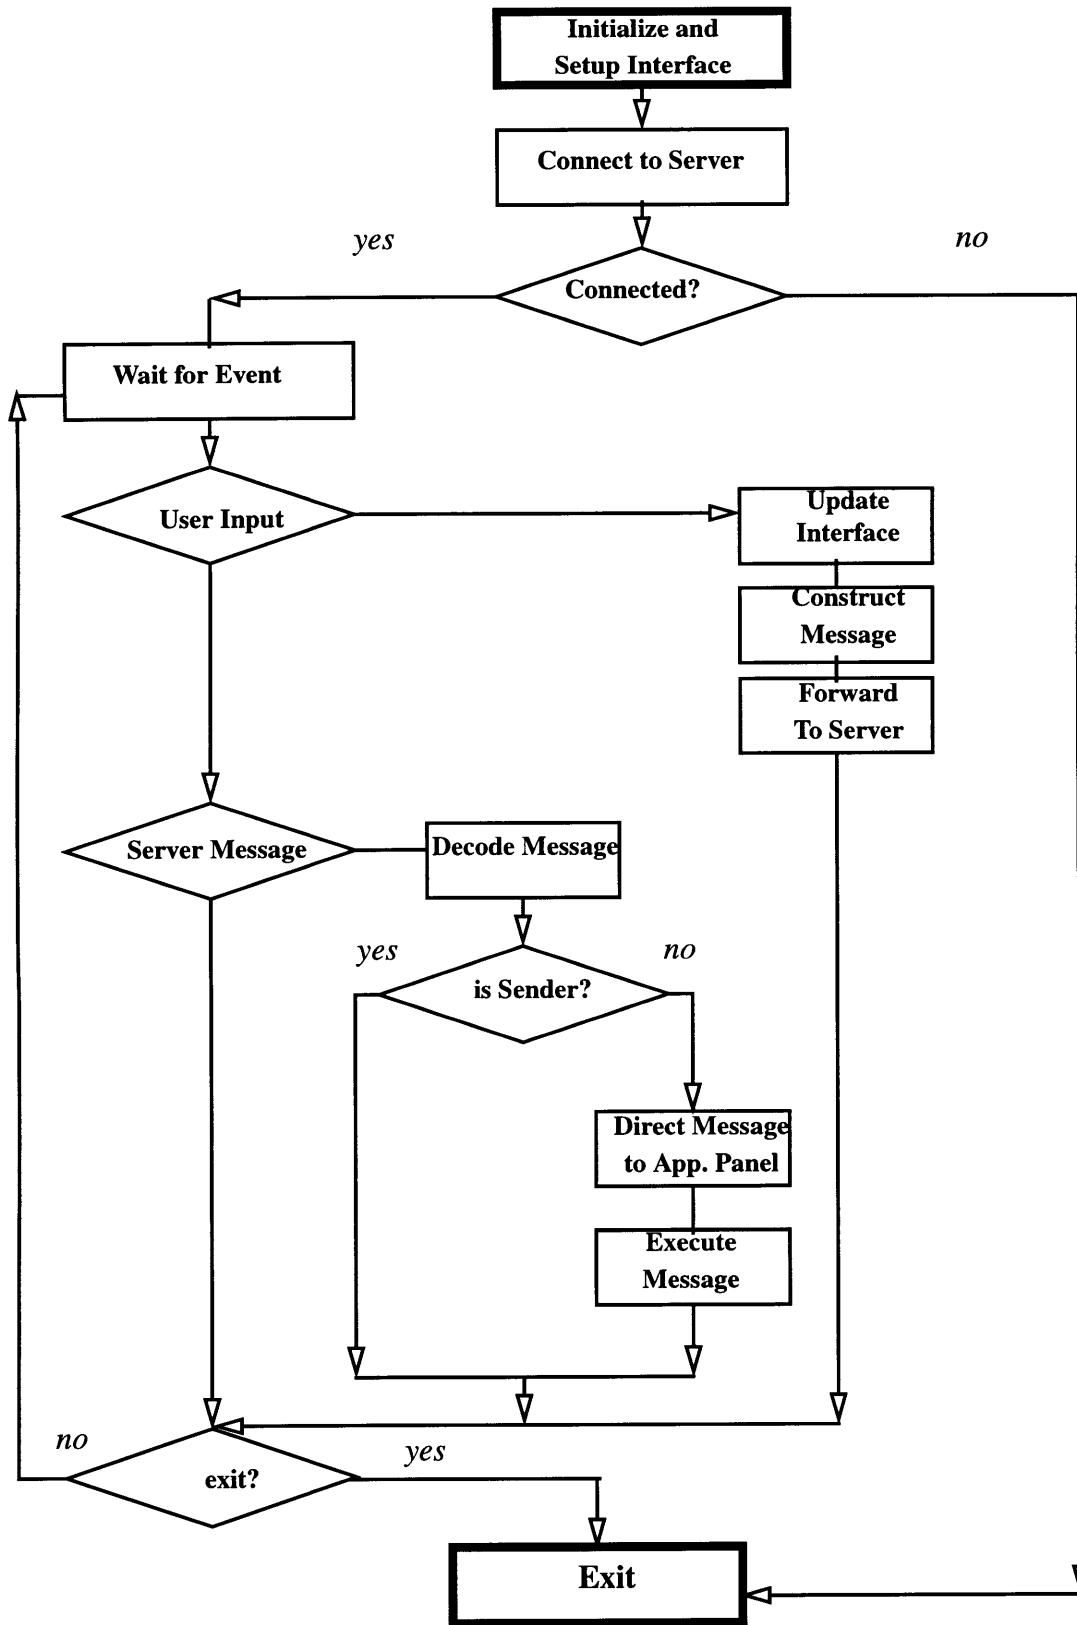 Initialize and
Setup Interface
Connect to Server
yes
no
Connected?
Wait for Event
User Input
Update
Interface
Construct
Message
Forward
To Server
Server Message
Decode Message
yes
no
is Sender?
Direct Message
to App. Panel
Execute
Message
no
yes
exit?
Exit